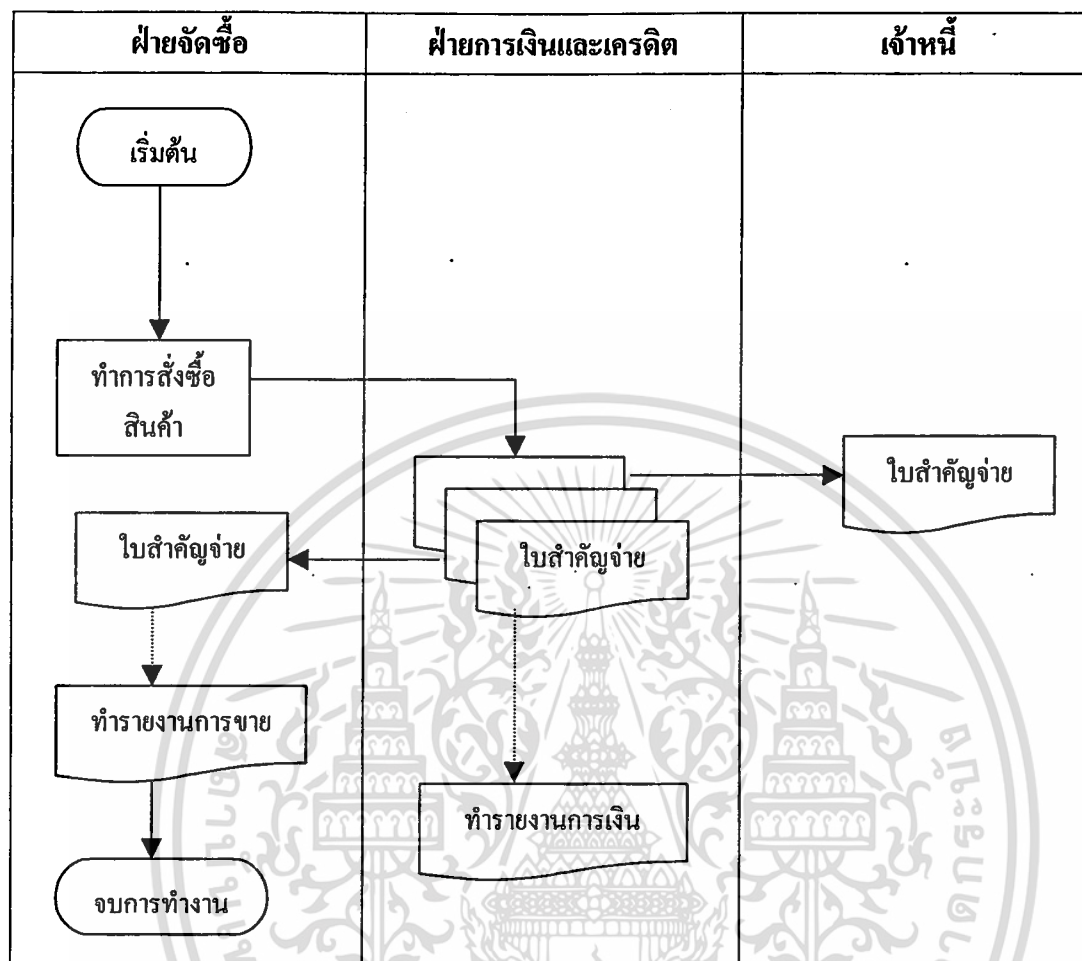 ฝ่ายจัดซื้อ
ฝ่ายการเงินและเครดิต
เจ้าหนี้
เริ่มต้น
ทำการสั่งซื้อ
สินค้า
ใบสำคัญจ่าย
ใบสำคัญจ่าย
ใบสำคัญจ่าย
ทำรายงานการขาย
ทำรายงานการเงิน
จบการทำงาน